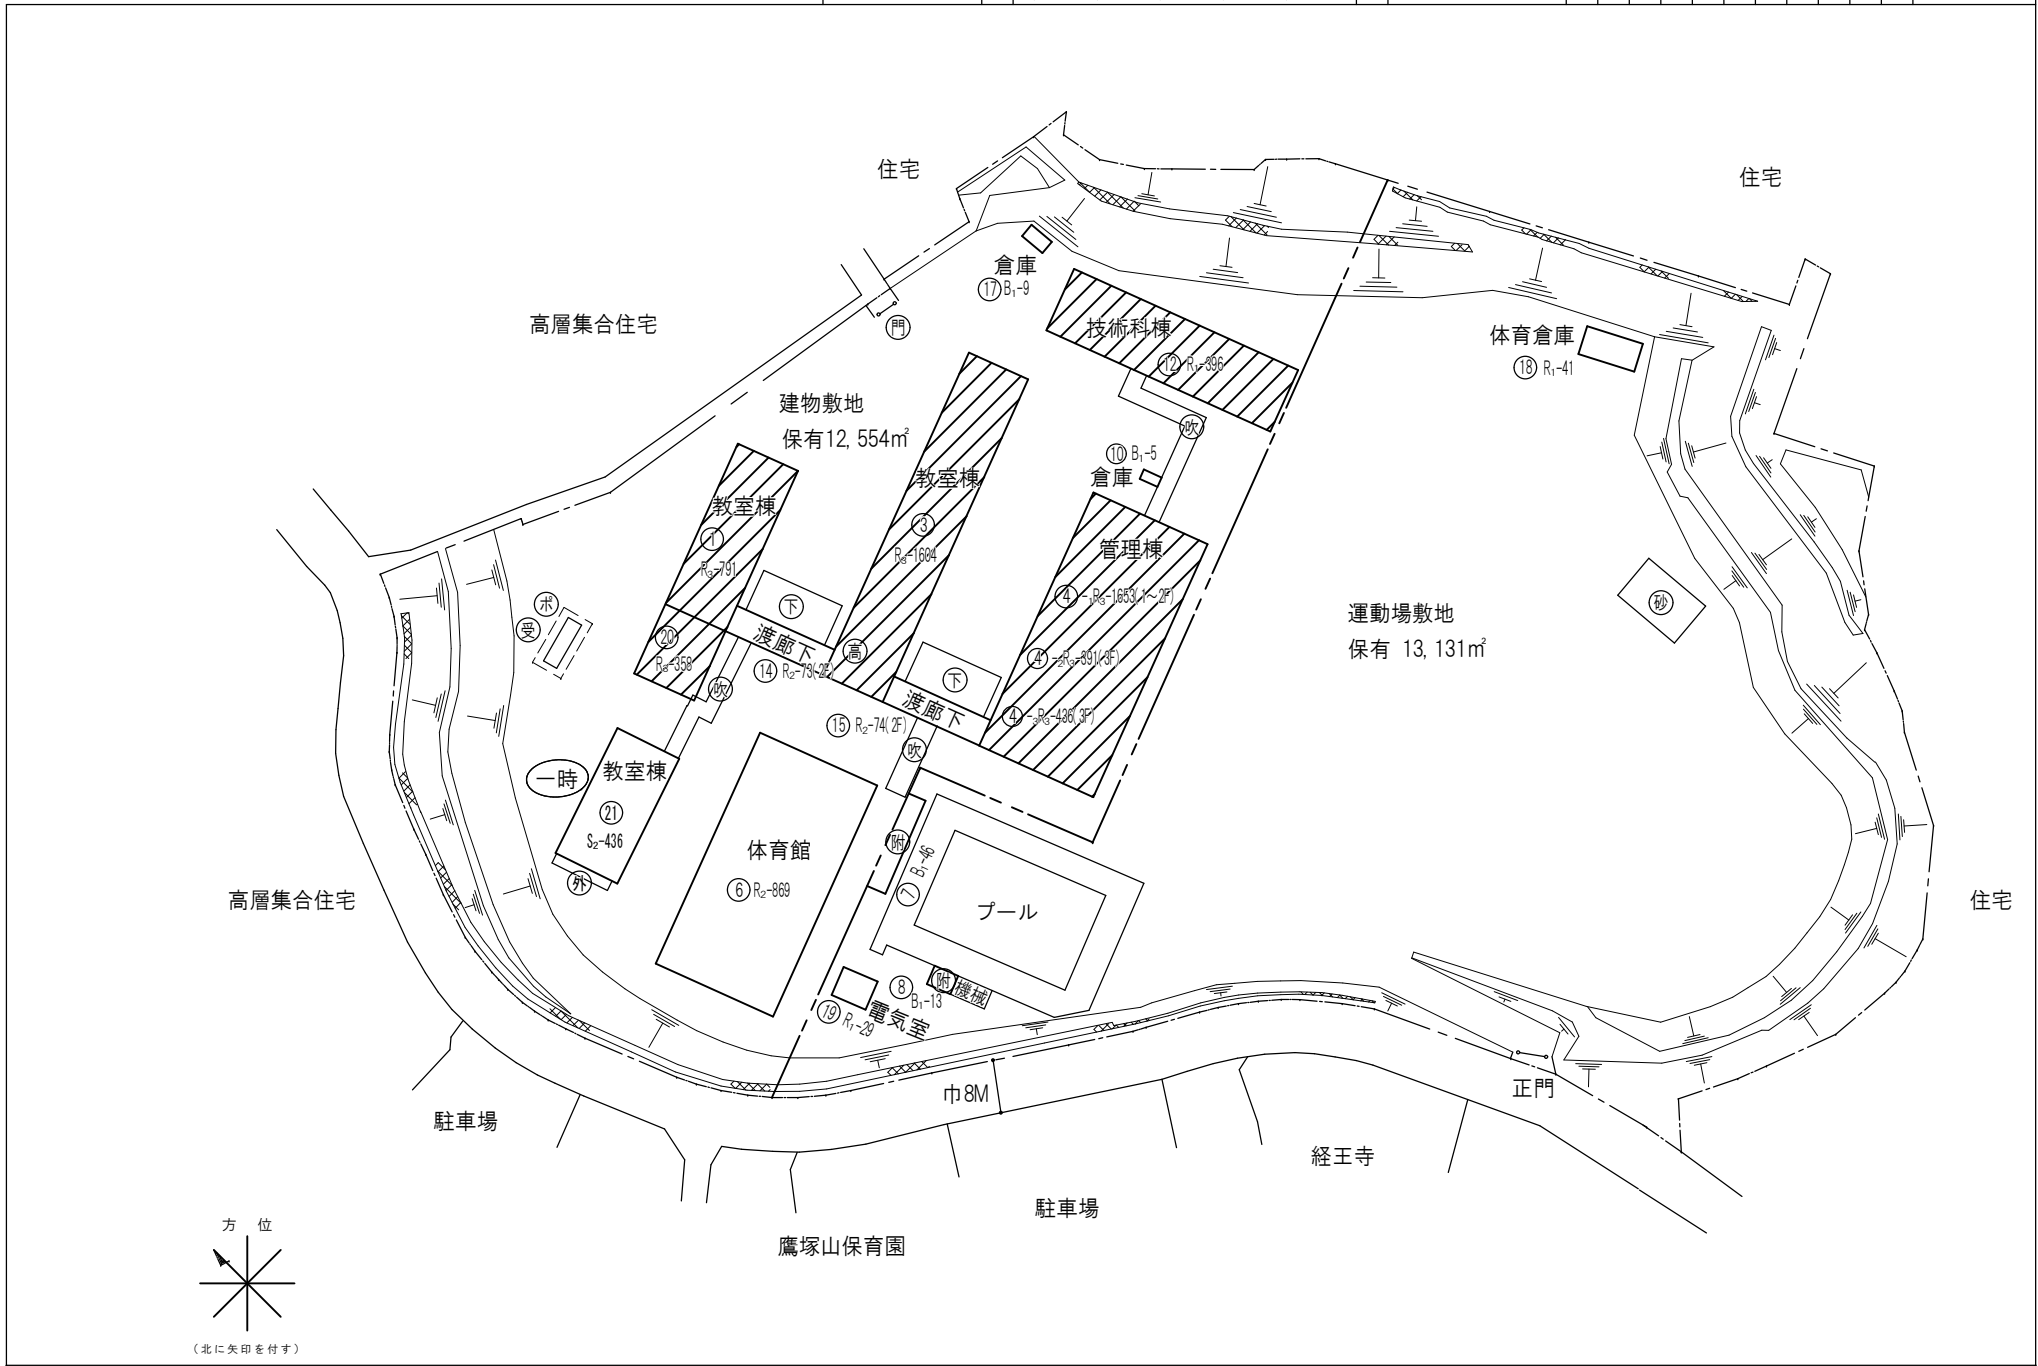 住宅
住宅
倉庫
⑰ B₁-9
高層集合住宅
門
技術科棟
⑫ R₁-396
体育倉庫
⑱ R₁-41
建物敷地
保有12,554㎡
吹
⑩ B₁-5
倉庫
教室棟
③
R₃-1604
教室棟
①
R₃-791
管理棟
④-₁R₃-1,653(1～2F)
④-₂R₃-391(3F)
④-₃R₃-436(3F)
運動場敷地
保有 13,131㎡
砂
ポ
受
下
渡廊下
高
⑳
R₃-358
⑭ R₂-73(2F)
吹
下
渡廊下
⑮ R₂-74(2F)
吹
一時
教室棟
㉑
S₂-436
外
体育館
⑥ R₂-869
附
⑦ B₁-46
プール
高層集合住宅
住宅
⑧
B₁-13
附
機械
⑲ R₁-29
電気室
巾8M
正門
駐車場
経王寺
駐車場
鷹塚山保育園
方 位
(北に矢印を付す)